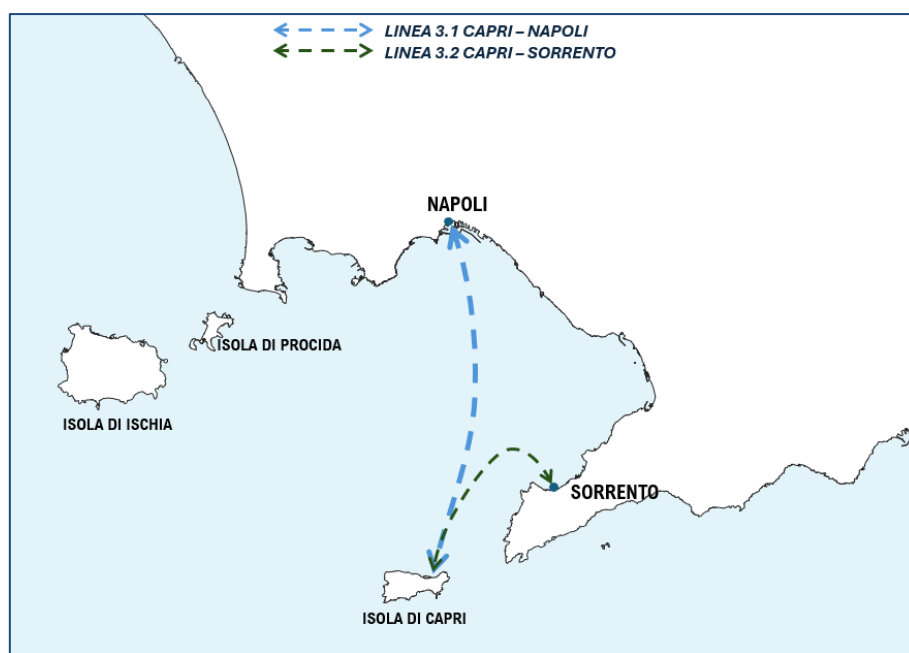 LINEA 3.1 CAPRI – NAPOLI
LINEA 3.2 CAPRI – SORRENTO
NAPOLI
ISOLA DI PROCIDA
ISOLA DI ISCHIA
SORRENTO
ISOLA DI CAPRI